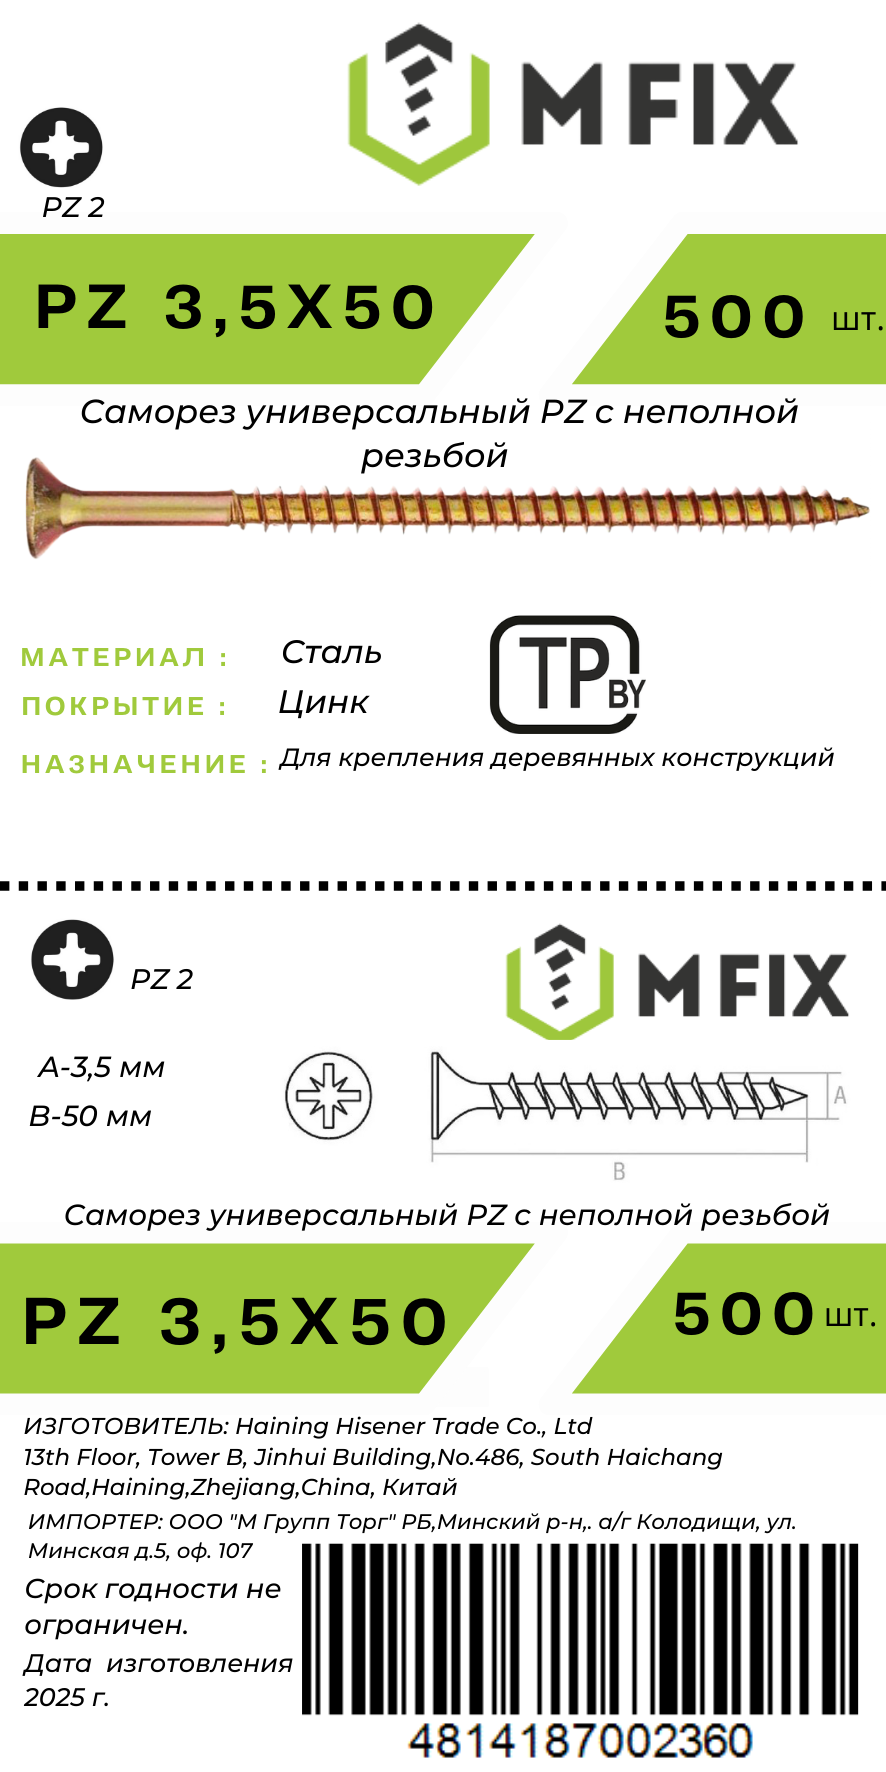 MFIX
PZ 2
PZ 3,5X50
500 шт.
Саморез универсальный PZ с неполной
резьбой
МАТЕРИАЛ : Сталь
ПОКРЫТИЕ : Цинк
TP BY
НАЗНАЧЕНИЕ : Для крепления деревянных конструкций
PZ 2
MFIX
А-3,5 мм
В-50 мм
A
B
Саморез универсальный PZ с неполной резьбой
PZ 3,5X50
500 шт.
ИЗГОТОВИТЕЛЬ: Haining Hisener Trade Co., Ltd
13th Floor, Tower B, Jinhui Building,No.486, South Haichang
Road,Haining,Zhejiang,China, Китай
ИМПОРТЕР: ООО "М Групп Торг" РБ,Минский р-н,. а/г Колодищи, ул.
Минская д.5, оф. 107
Срок годности не
ограничен.
Дата изготовления
2025 г.
4814187002360